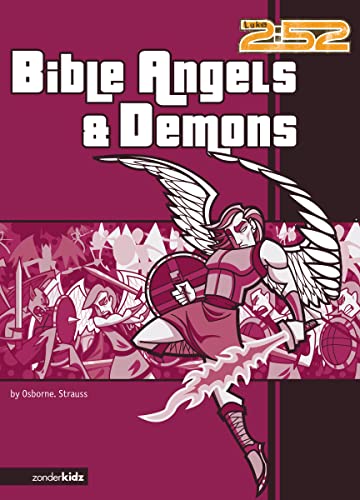 Luke
2:52
Bible Angels
& Demons
by Osborne. Strauss
zonderkidz